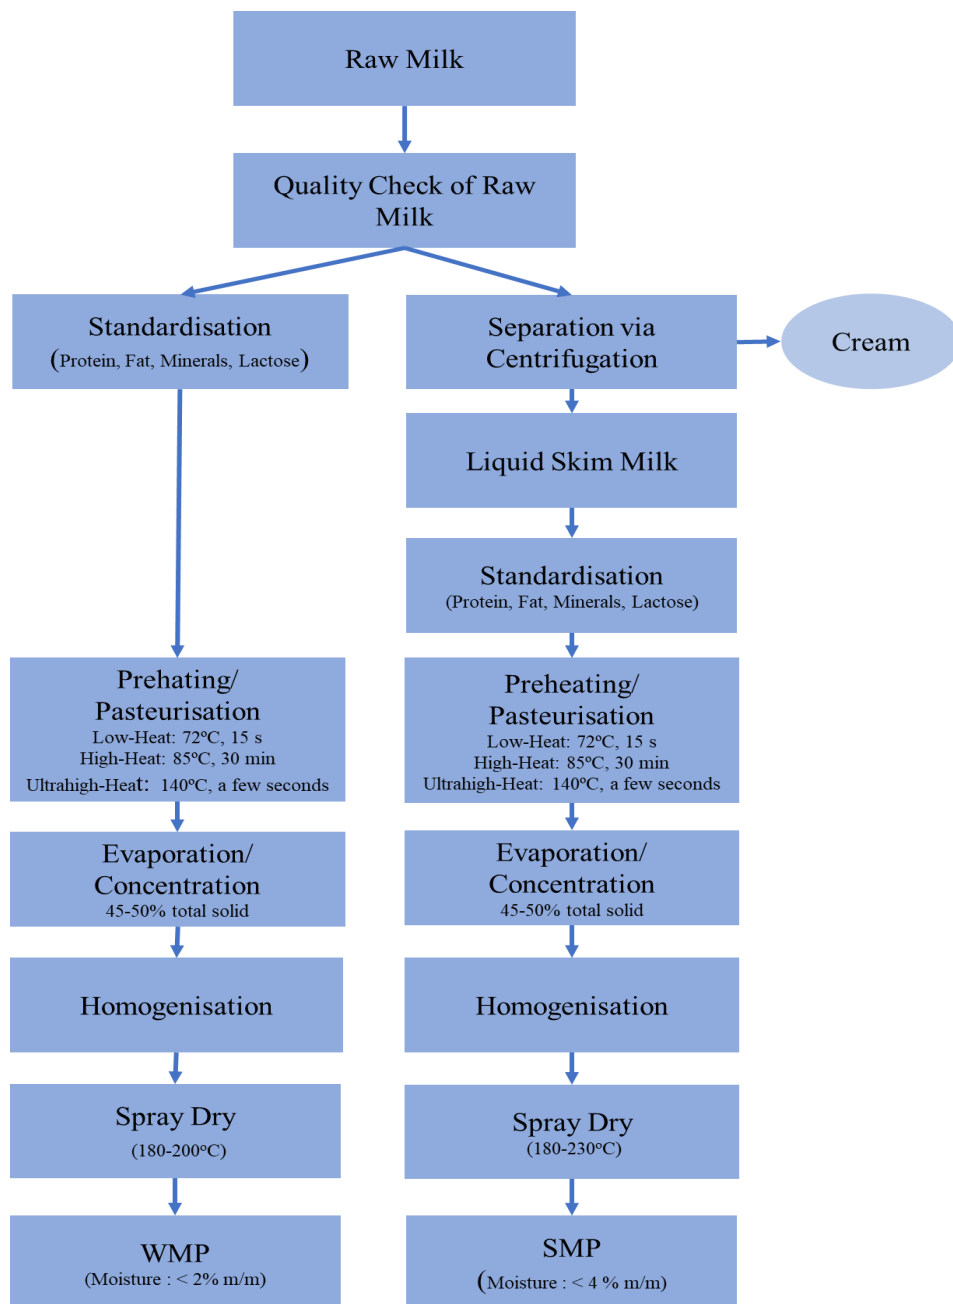 Raw Milk
Quality Check of Raw
Milk
Standardisation
(Protein, Fat, Minerals, Lactose)
Separation via
Centrifugation
Cream
Liquid Skim Milk
Standardisation
(Protein, Fat, Minerals, Lactose)
Prehating/
Pasteurisation
Low-Heat: 72ºC, 15 s
High-Heat: 85ºC, 30 min
Ultrahigh-Heat: 140ºC, a few seconds
Preheating/
Pasteurisation
Low-Heat: 72ºC, 15 s
High-Heat: 85ºC, 30 min
Ultrahigh-Heat: 140ºC, a few seconds
Evaporation/
Concentration
45-50% total solid
Evaporation/
Concentration
45-50% total solid
Homogenisation
Homogenisation
Spray Dry
(180-200ºC)
Spray Dry
(180-230ºC)
WMP
(Moisture : < 2% m/m)
SMP
(Moisture : < 4 % m/m)